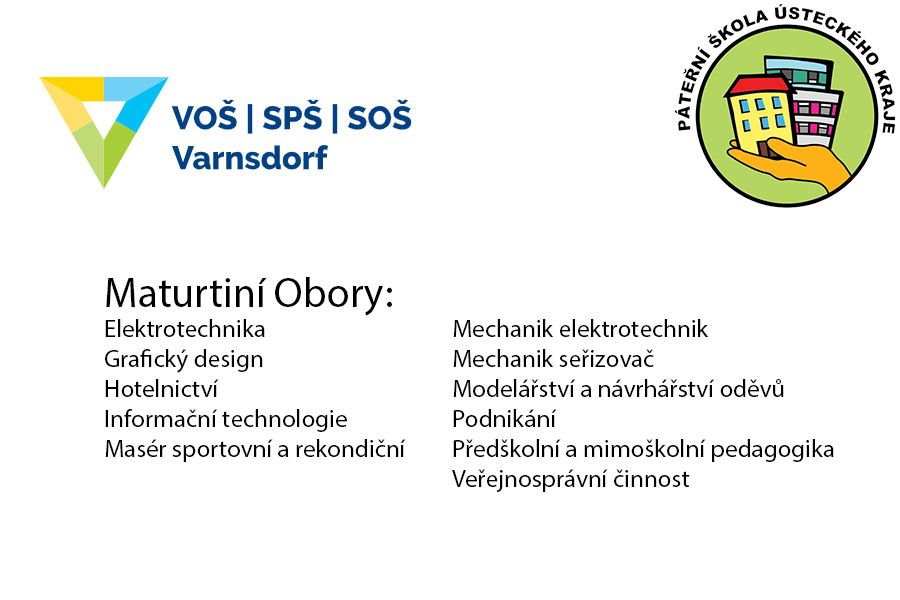 VOŠ | SPŠ | SOŠ
Varnsdorf
PÁTEŘNÍ ŠKOLA ÚSTECKÉHO KRAJE
Maturtiní Obory:
Elektrotechnika
Grafický design
Hotelnictví
Informační technologie
Masér sportovní a rekondiční
Mechanik elektrotechnik
Mechanik seřizovač
Modelářství a návrhářství oděvů
Podnikání
Předškolní a mimoškolní pedagogika
Veřejnosprávní činnost